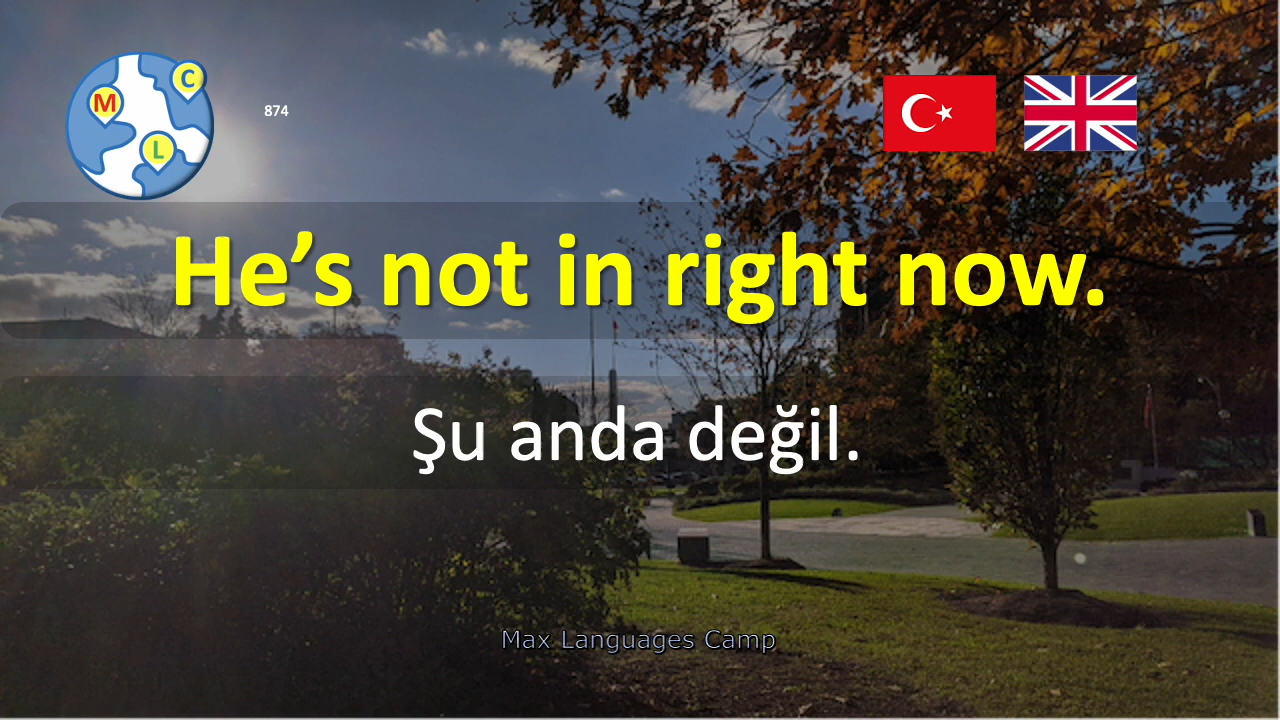 M
C
L
874
He’s not in right now.
Şu anda değil.
Max Languages Camp